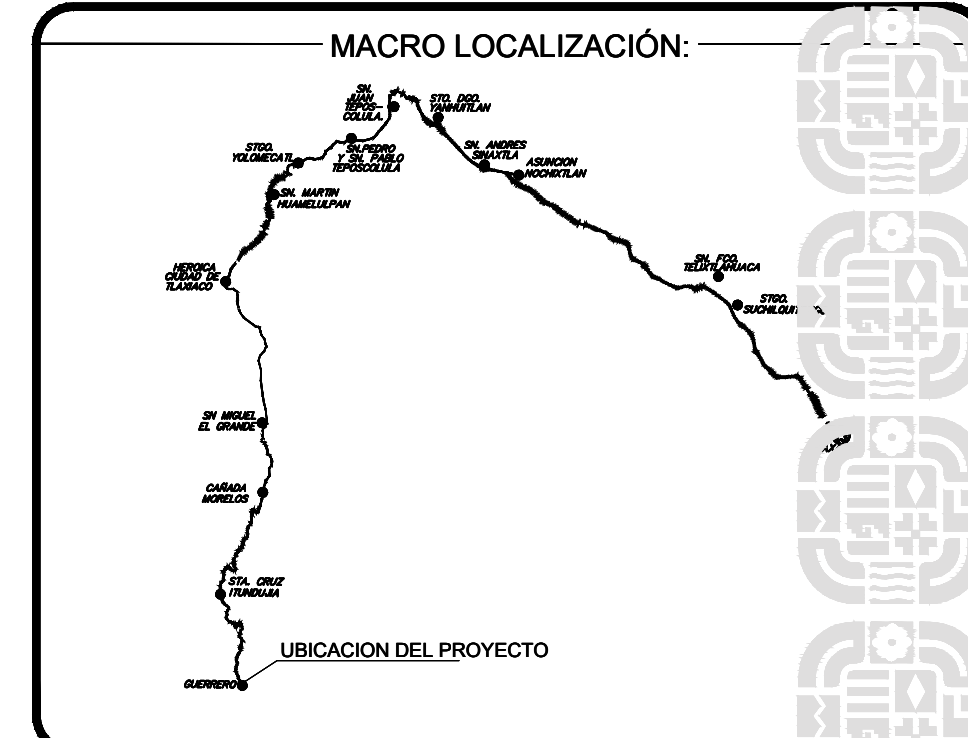 MACRO LOCALIZACIÓN:
SN.
JUAN
TEPOS-
COLULA.
STO. DGO.
YANHUITLAN
STGO.
YOLOMECATL
SN.PEDRO
Y SN. PABLO
TEPOSCOLULA
SN. ANDRES
SINAXTLA
ASUNCION
NOCHIXTLAN
SN. MARTIN
HUAMELULPAN
HEROICA
CIUDAD DE
TLAXIACO
SN. FCO.
TELIXTLAHUACA
STGO.
SN MIGUEL
EL GRANDE
CAÑADA
MORELOS
STA. CRUZ
ITUNDUJIA
UBICACION DEL PROYECTO
GUERRERO